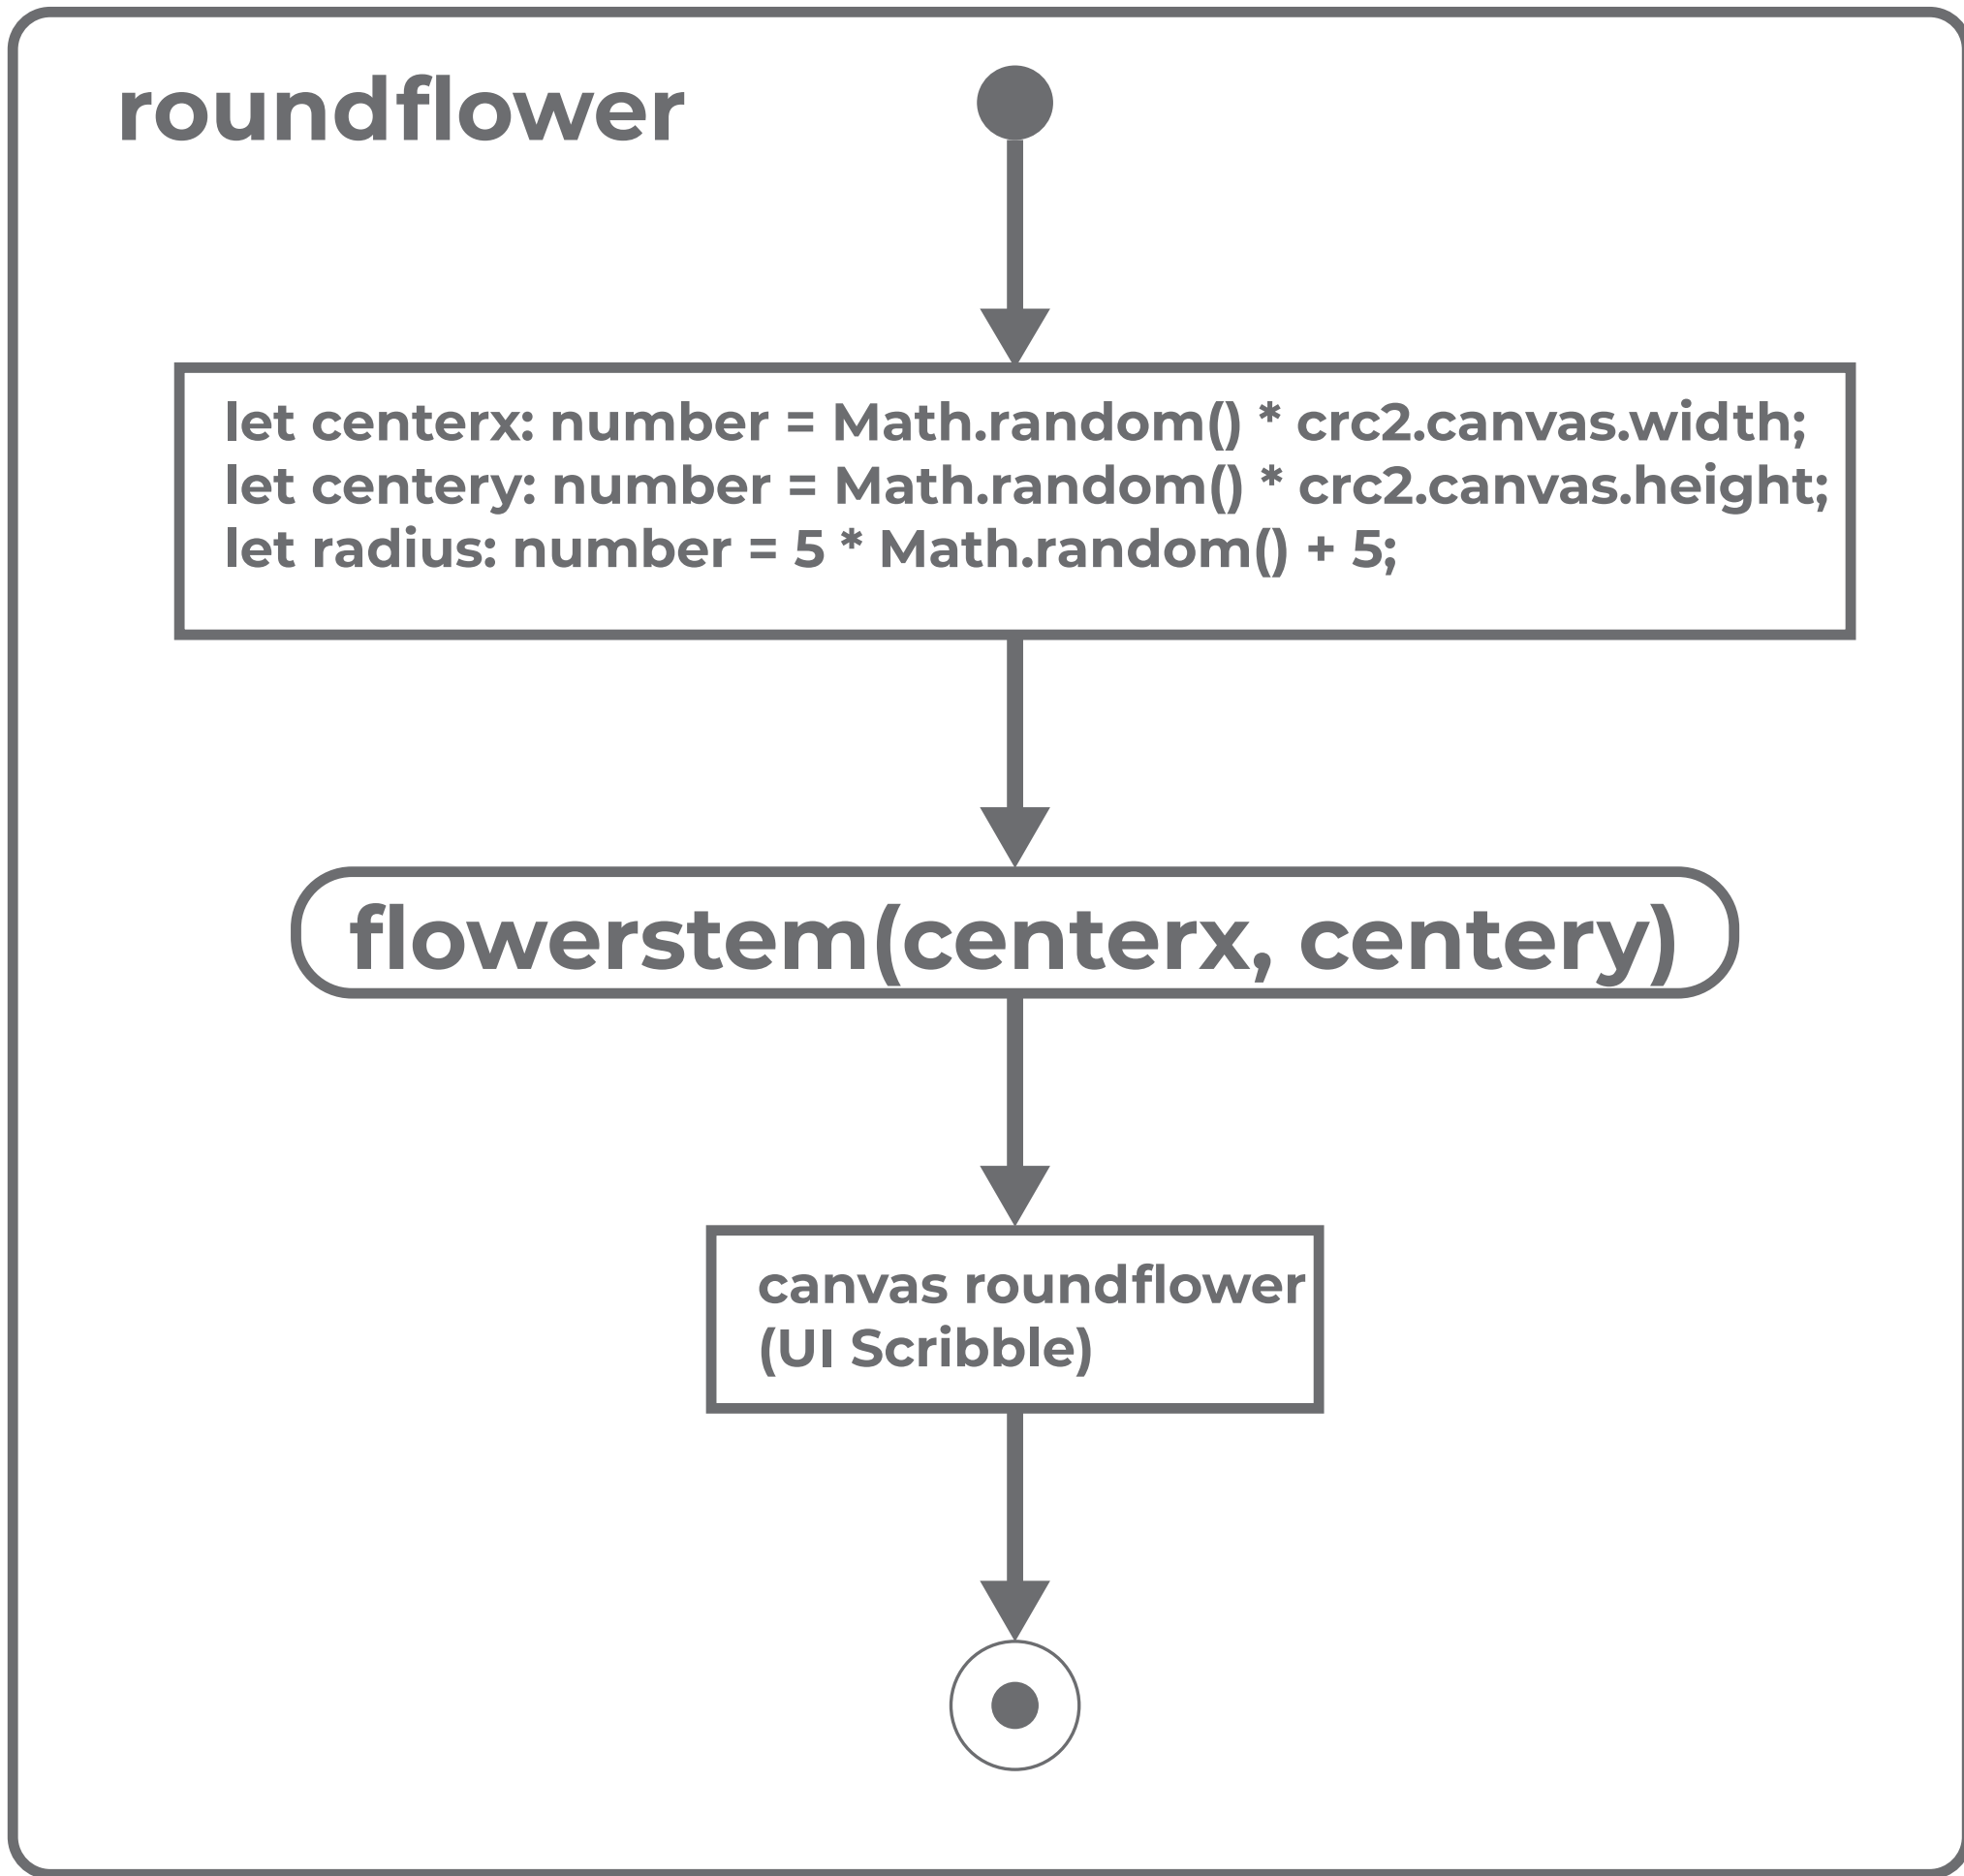 roundflower
let centerx: number = Math.random() * crc2.canvas.width;
let centery: number = Math.random() * crc2.canvas.height;
let radius: number = 5 * Math.random() + 5;
flowerstem(centerx, centery)
canvas roundflower
(UI Scribble)